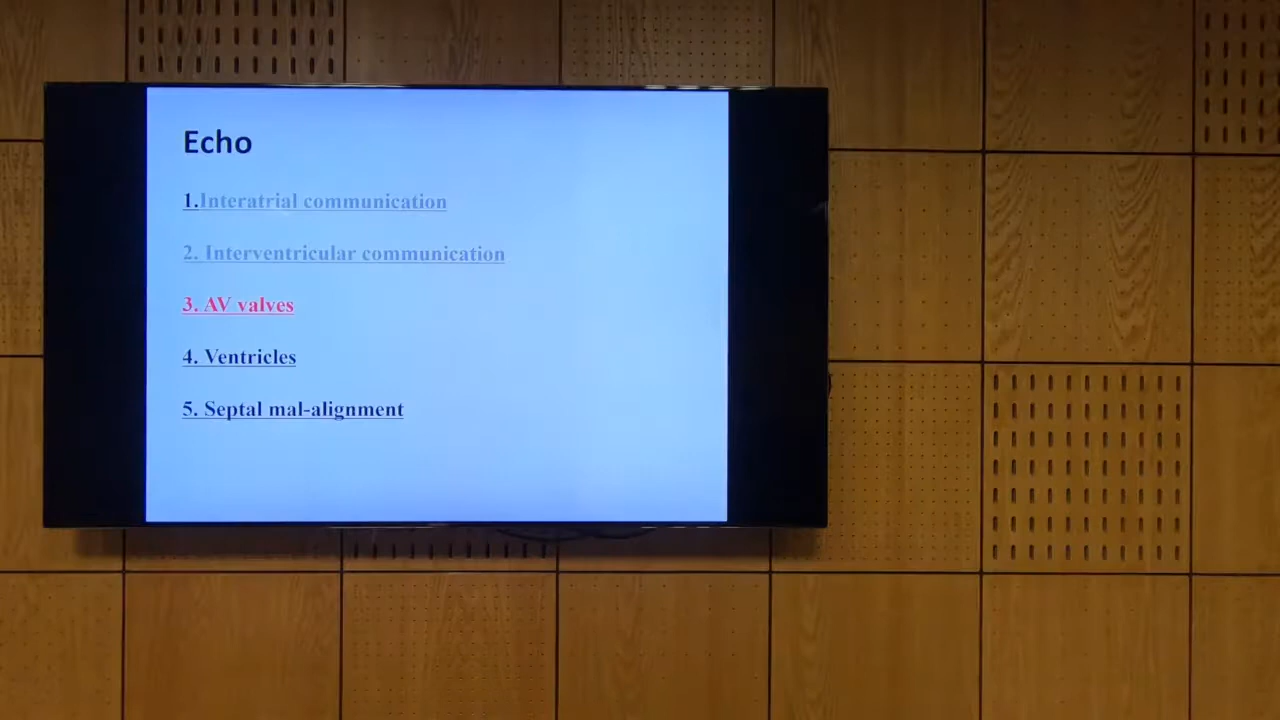 Echo
1.Interatrial communication
2. Interventricular communication
3. AV valves
4. Ventricles
5. Septal mal-alignment